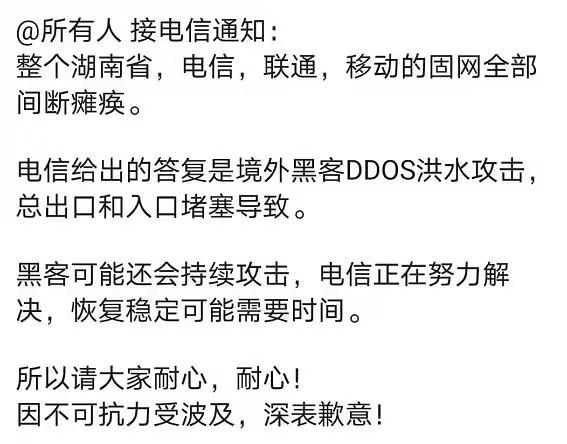 @所有人 接电信通知：
整个湖南省，电信，联通，移动的固网全部
间断瘫痪。
电信给出的答复是境外黑客DDOS洪水攻击，
总出口和入口堵塞导致。
黑客可能还会持续攻击，电信正在努力解
决，恢复稳定可能需要时间。
所以请大家耐心，耐心！
因不可抗力受波及，深表歉意！